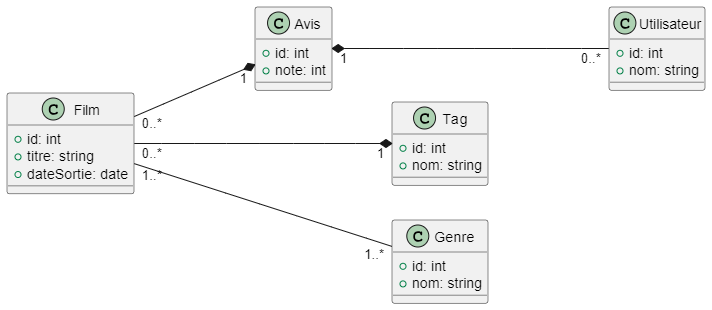 C Avis
id: int
note: int
1
1
0..*
C Utilisateur
id: int
nom: string
C Film
id: int
titre: string
dateSortie: date
0..*
0..*
1..*
C Tag
id: int
nom: string
1
C Genre
id: int
nom: string
1..*